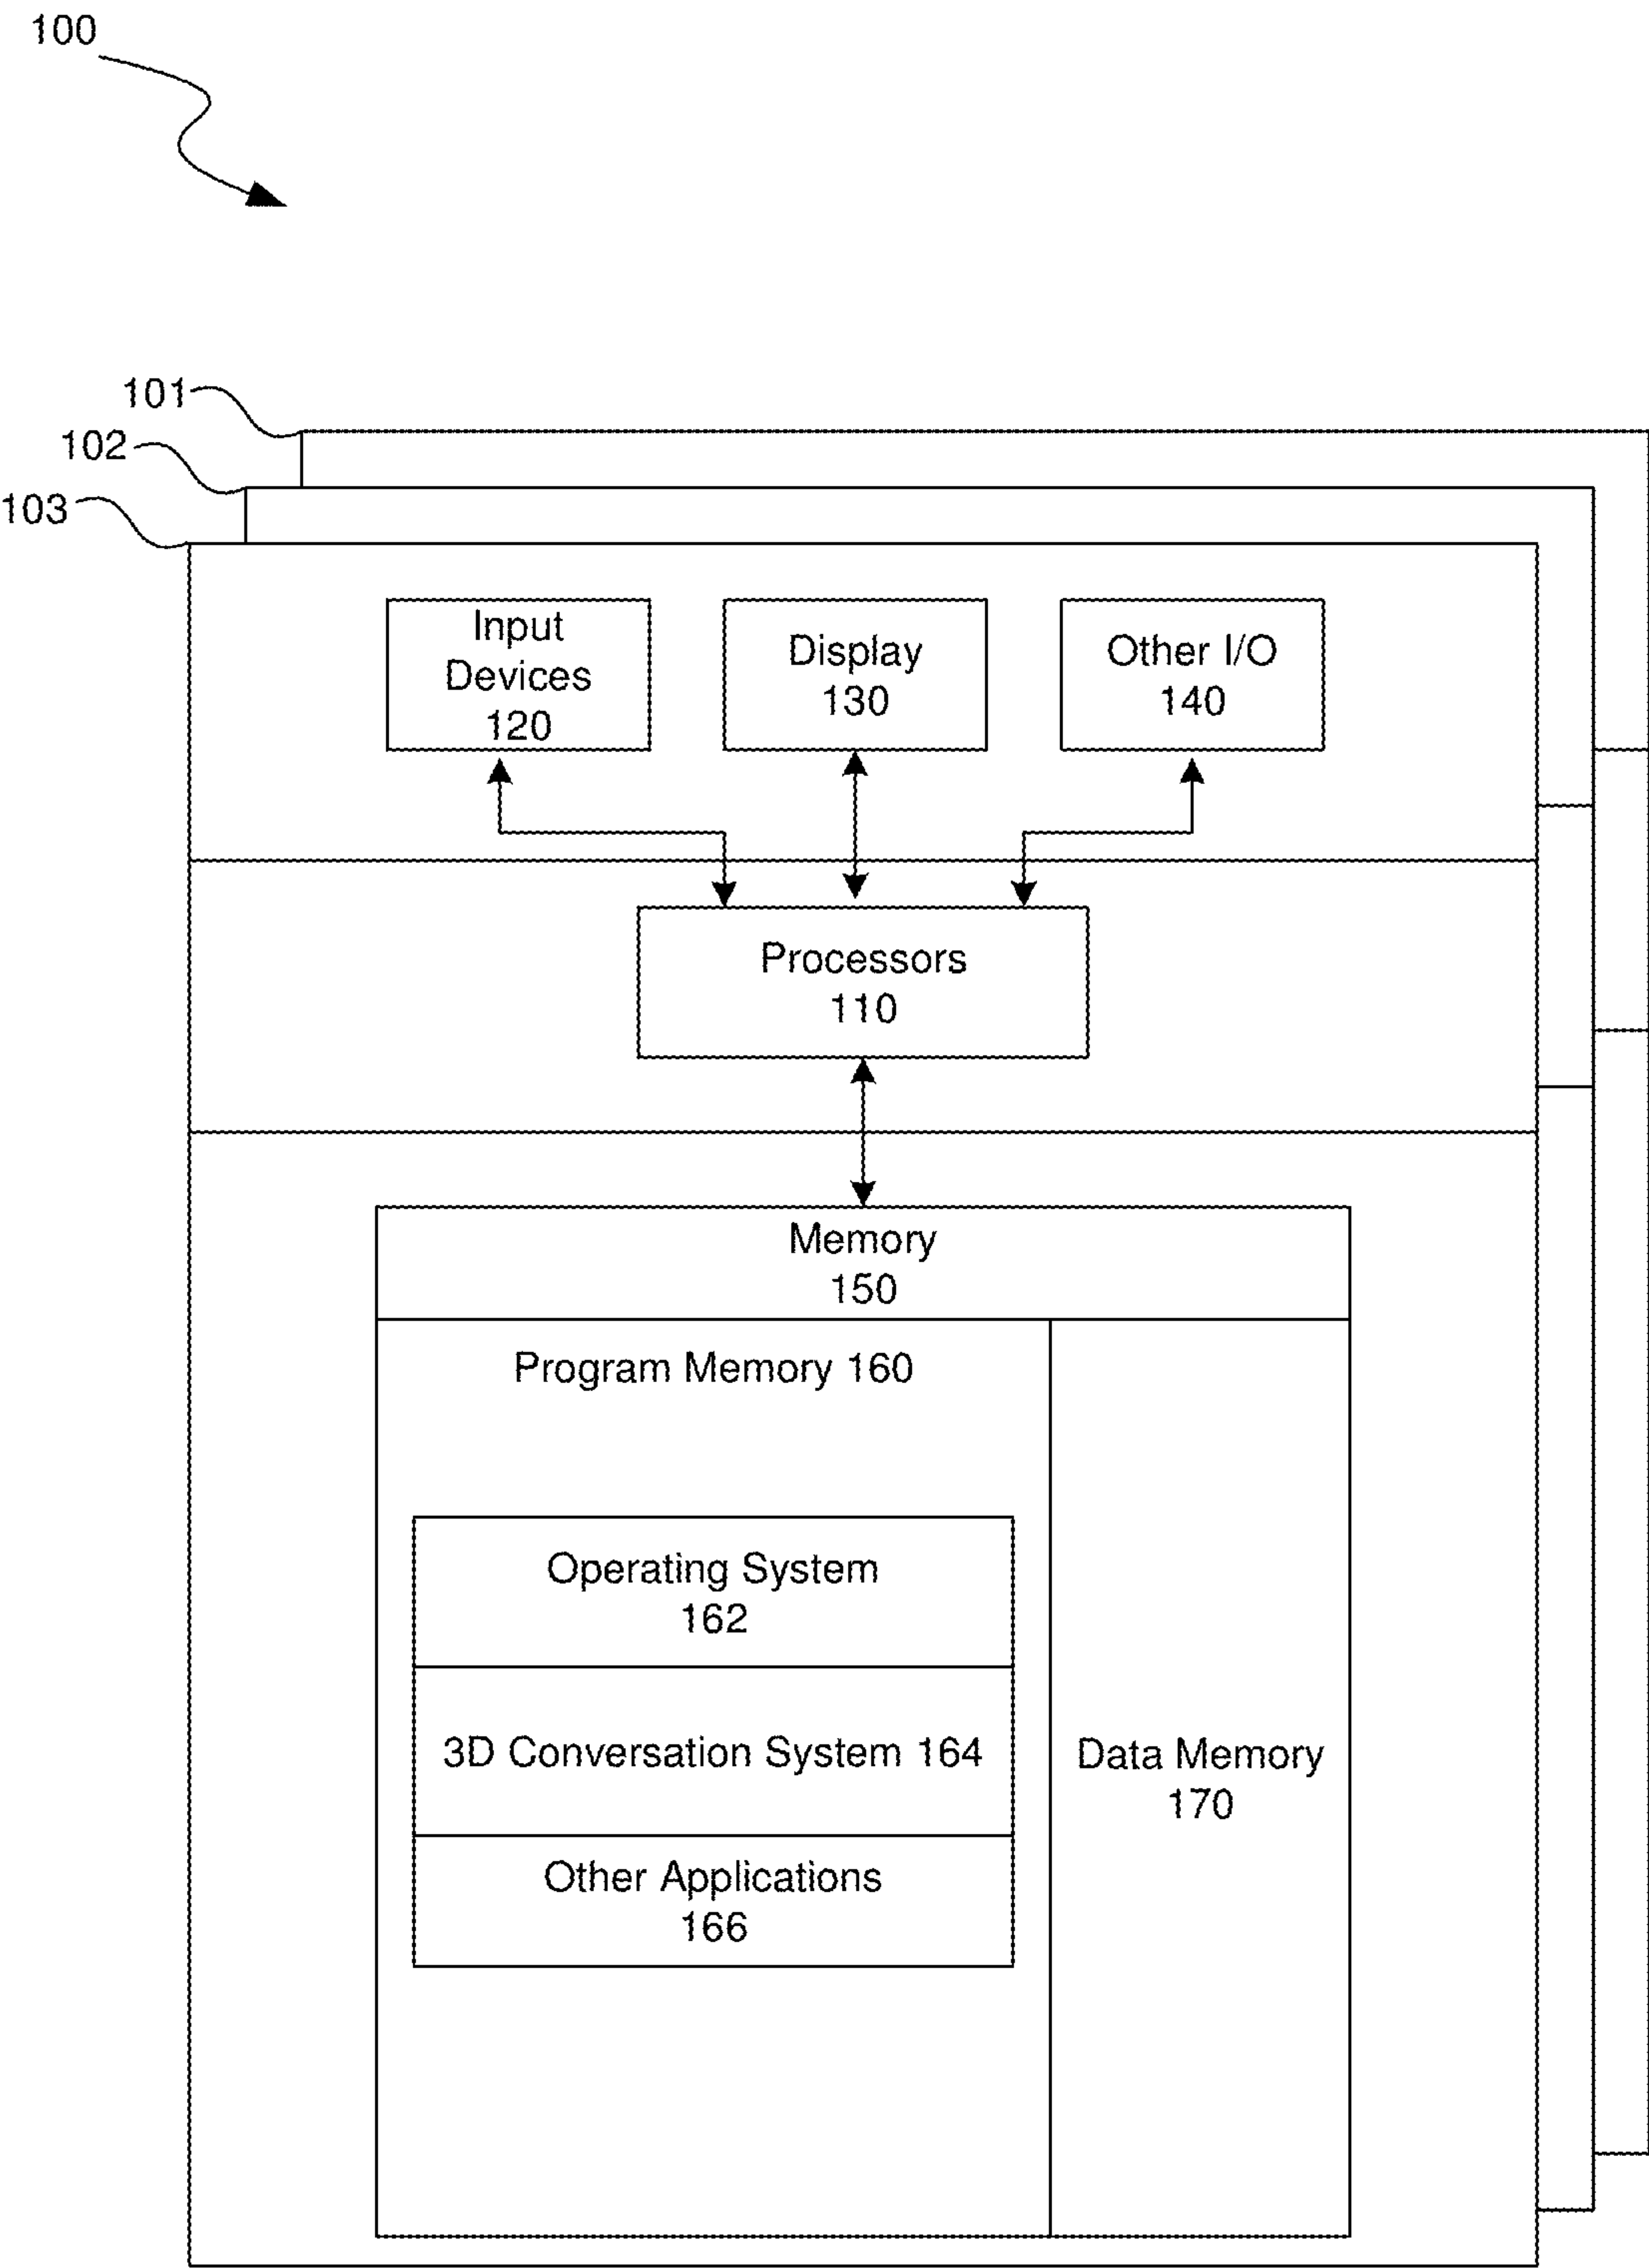 100
101
102
103
Input
Devices
120
Display
130
Other I/O
140
Processors
110
Memory
150
Program Memory 160
Operating System
162
3D Conversation System 164
Other Applications
166
Data Memory
170